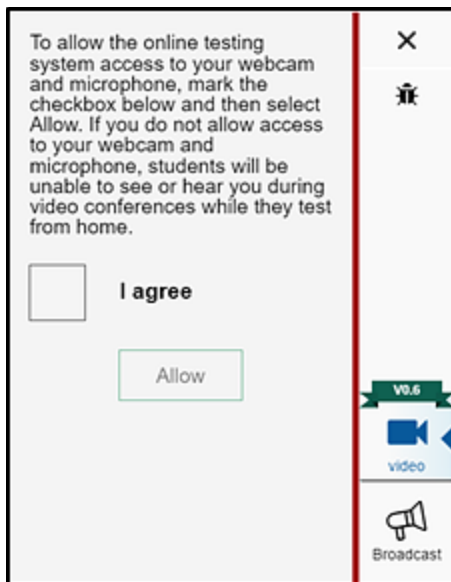 To allow the online testing
system access to your webcam
and microphone, mark the
checkbox below and then select
Allow. If you do not allow access
to your webcam and
microphone, students will be
unable to see or hear you during
video conferences while they test
from home.
I agree
Allow
V0.6
video
Broadcast